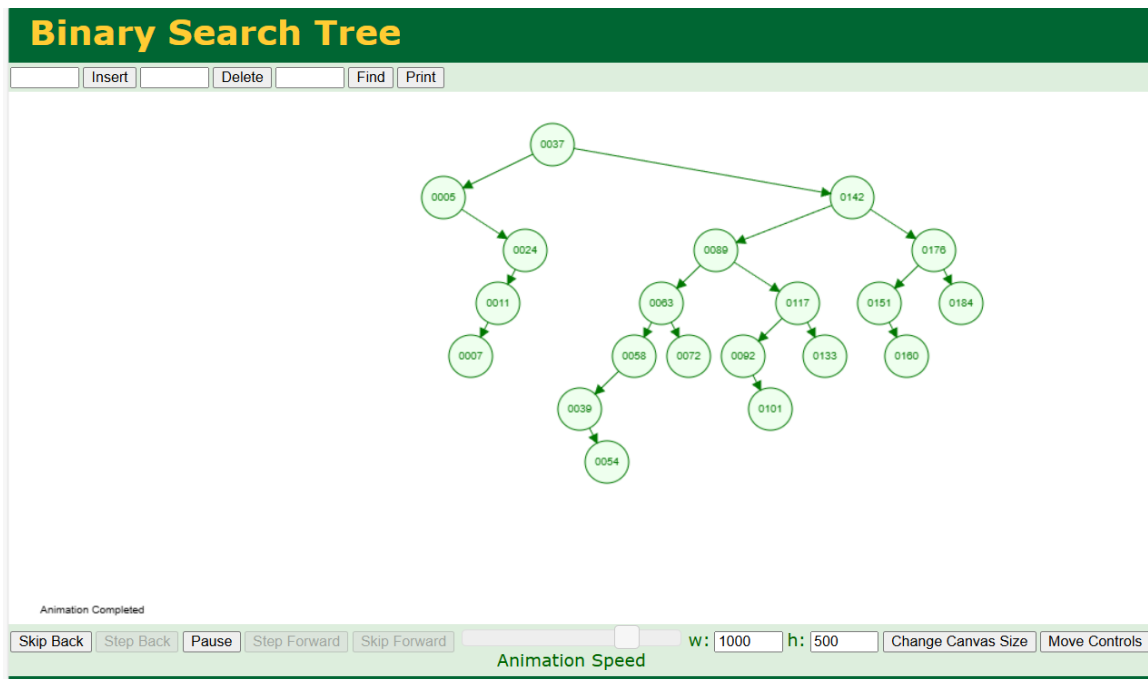 Binary Search Tree
Insert Delete Find Print
0037
0005 0142
0024 0089 0176
0011 0063 0117 0151 0184
0007 0058 0072 0092 0133 0160
0039 0101
0054
Animation Completed
Skip Back Step Back Pause Step Forward Skip Forward w: 1000 h: 500 Change Canvas Size Move Controls
Animation Speed